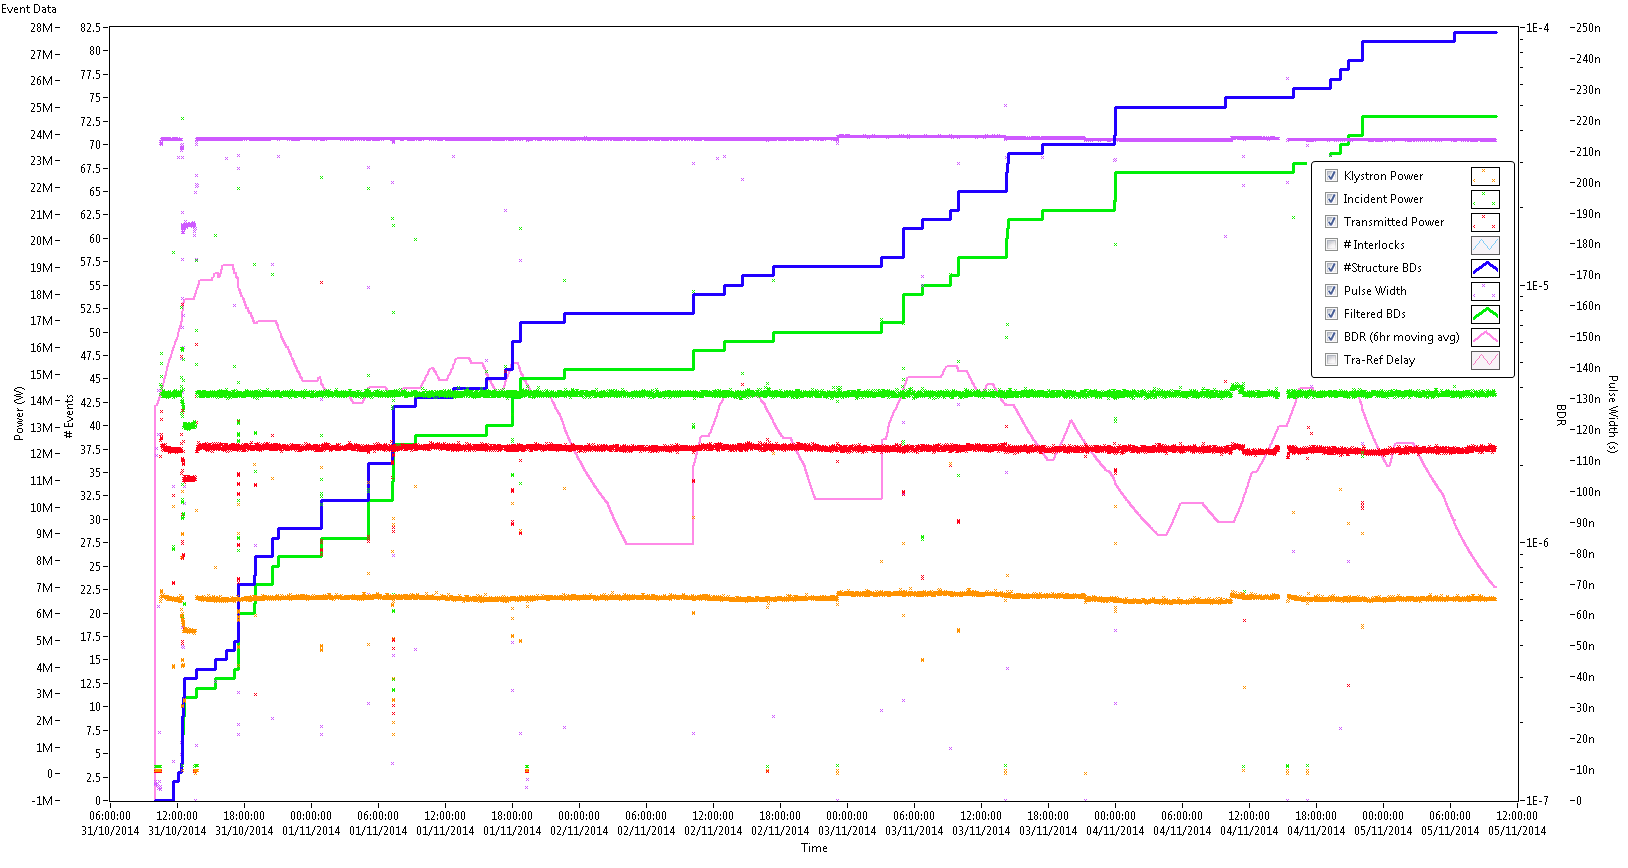 Event Data
28M
27M
26M
25M
24M
23M
22M
21M
20M
19M
18M
17M
16M
15M
14M
13M
12M
11M
10M
9M
8M
7M
6M
5M
4M
3M
2M
1M
0
-1M
Power (W)
82.5
80
77.5
75
72.5
70
67.5
65
62.5
60
57.5
55
52.5
50
47.5
45
42.5
40
37.5
35
32.5
30
27.5
25
22.5
20
17.5
15
12.5
10
7.5
5
2.5
0
# Events
Klystron Power
Incident Power
Transmitted Power
# Interlocks
#Structure BDs
Pulse Width
Filtered BDs
BDR (6hr moving avg)
Tra-Ref Delay
1E-4
1E-5
1E-6
1E-7
BDR
250n
240n
230n
220n
210n
200n
190n
180n
170n
160n
150n
140n
130n
120n
110n
100n
90n
80n
70n
60n
50n
40n
30n
20n
10n
0
Pulse Width (s)
06:00:00 12:00:00 18:00:00 00:00:00 06:00:00 12:00:00 18:00:00 00:00:00 06:00:00 12:00:00 18:00:00 00:00:00 06:00:00 12:00:00 18:00:00 00:00:00 06:00:00 12:00:00 18:00:00 00:00:00 06:00:00 12:00:00
31/10/2014 31/10/2014 31/10/2014 01/11/2014 01/11/2014 01/11/2014 01/11/2014 02/11/2014 02/11/2014 02/11/2014 02/11/2014 03/11/2014 03/11/2014 03/11/2014 03/11/2014 04/11/2014 04/11/2014 04/11/2014 04/11/2014 05/11/2014 05/11/2014 05/11/2014
Time